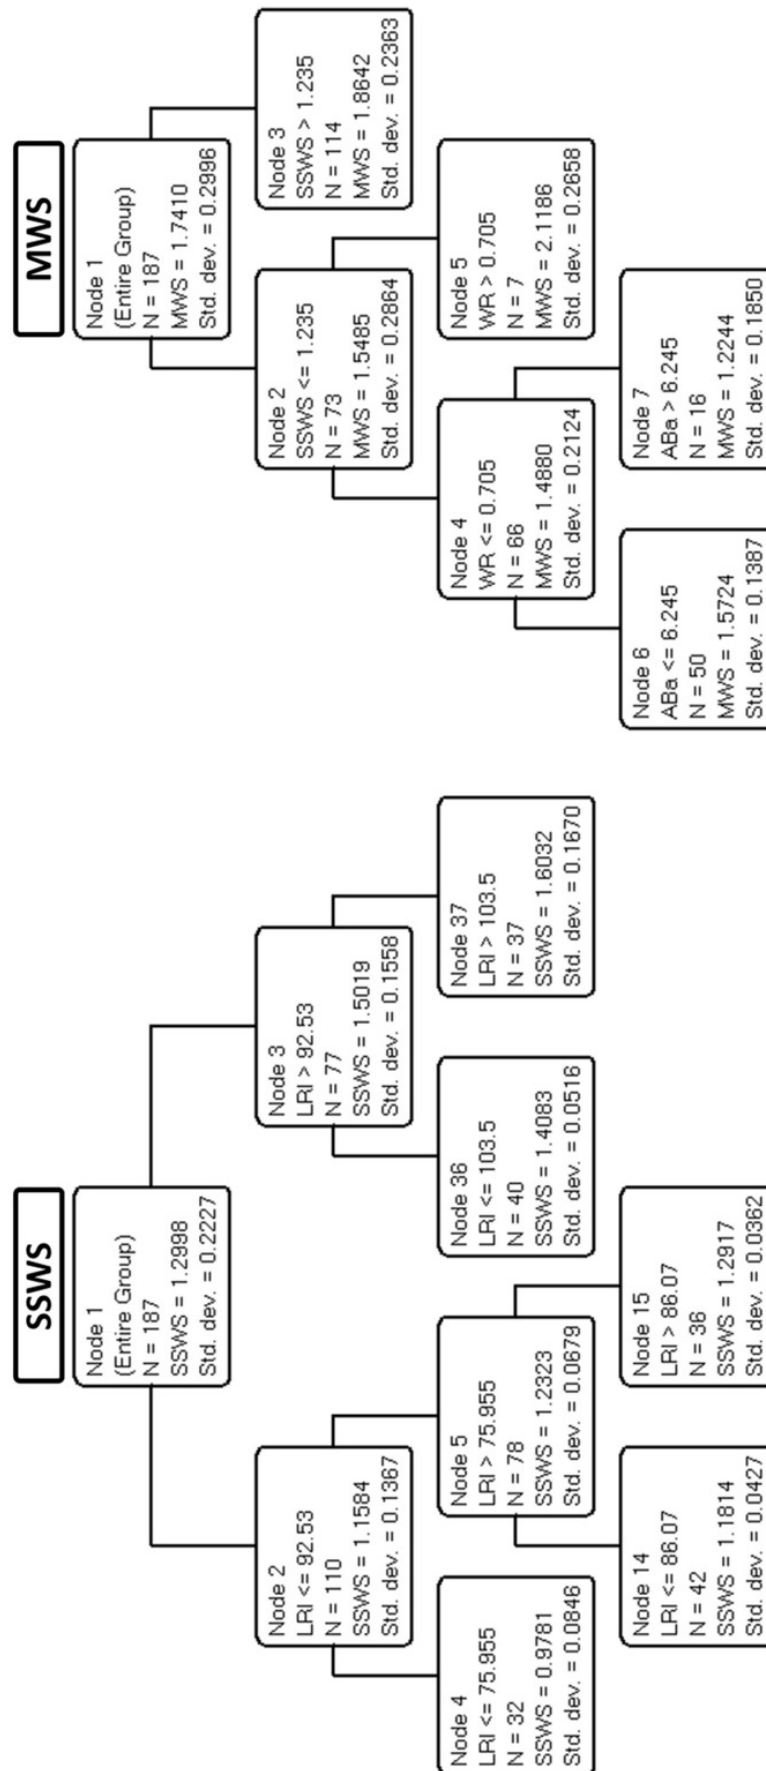 SSWS
Node 1
(Entire Group)
N = 187
SSWS = 1.2998
Std. dev. = 0.2227
Node 2
LRI <= 92.53
N = 110
SSWS = 1.1584
Std. dev. = 0.1367
Node 3
LRI > 92.53
N = 77
SSWS = 1.5019
Std. dev. = 0.1558
Node 4
LRI <= 75.955
N = 32
SSWS = 0.9781
Std. dev. = 0.0846
Node 5
LRI > 75.955
N = 78
SSWS = 1.2323
Std. dev. = 0.0679
Node 36
LRI <= 103.5
N = 40
SSWS = 1.4083
Std. dev. = 0.0516
Node 37
LRI > 103.5
N = 37
SSWS = 1.6032
Std. dev. = 0.1670
Node 14
LRI <= 86.07
N = 42
SSWS = 1.1814
Std. dev. = 0.0427
Node 15
LRI > 86.07
N = 36
SSWS = 1.2917
Std. dev. = 0.0362
MWS
Node 1
(Entire Group)
N = 187
MWS = 1.7410
Std. dev. = 0.2996
Node 2
SSWS <= 1.235
N = 73
MWS = 1.5485
Std. dev. = 0.2864
Node 3
SSWS > 1.235
N = 114
MWS = 1.8642
Std. dev. = 0.2363
Node 4
WR <= 0.705
N = 66
MWS = 1.4880
Std. dev. = 0.2124
Node 5
WR > 0.705
N = 7
MWS = 2.1186
Std. dev. = 0.2658
Node 6
ABa <= 6.245
N = 50
MWS = 1.5724
Std. dev. = 0.1387
Node 7
ABa > 6.245
N = 16
MWS = 1.2244
Std. dev. = 0.1850